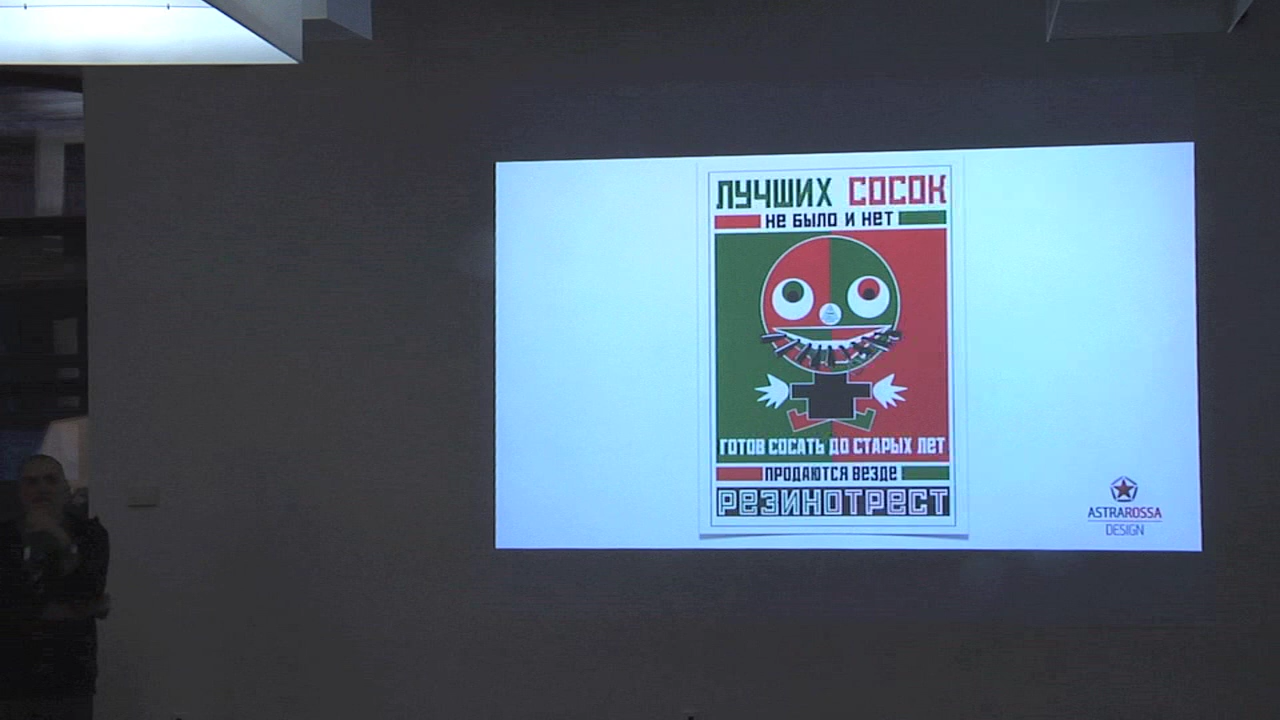 ЛУЧШИХ СОСОК
НЕ БЫЛО И НЕТ
ГОТОВ СОСАТЬ ДО СТАРЫХ ЛЕТ
ПРОДАЮТСЯ ВЕЗДЕ
РЕЗИНОТРЕСТ
ASTRAROSSA
DESIGN